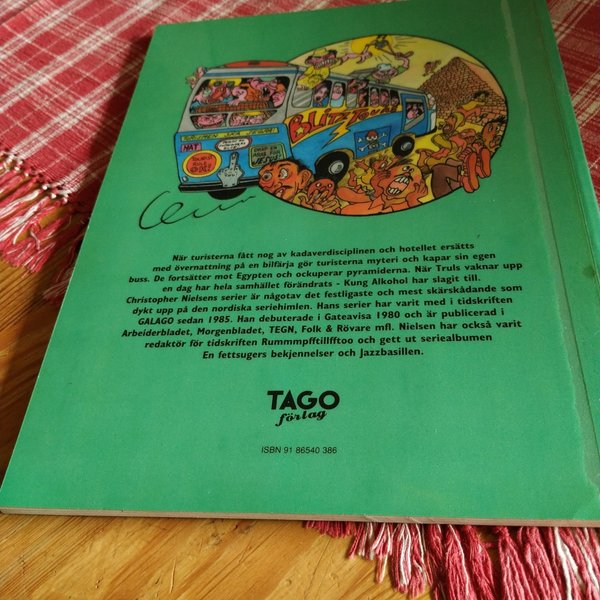 HAT
BLITZ
När turisterna fått nog av kadaverdisciplinen och hotellet ersätts
med övernattning på en bilfärja gör turisterna myteri och kapar sin egen
buss. De fortsätter mot Egypten och ockuperar pyramiderna. När Truls vaknar upp
en dag har hela samhället förändrats - Kung Alkohol har slagit till.
Christopher Nielsens serier är någotav det festligaste och mest skärskådande som
dykt upp på den nordiska seriehimlen. Hans serier har varit med i tidskriften
GALAGO sedan 1985. Han debuterade i Gateavisa 1980 och är publicerad i
Arbeiderbladet, Morgenbladet, TEGN, Folk & Rövare mfl. Nielsen har också varit
redaktör för tidskriften Rummmpfftillfftoo och gett ut seriealbumen
En fettsugers bekjennelser och Jazzbasillen.
TAGO
förlag
ISBN 91 86540 386